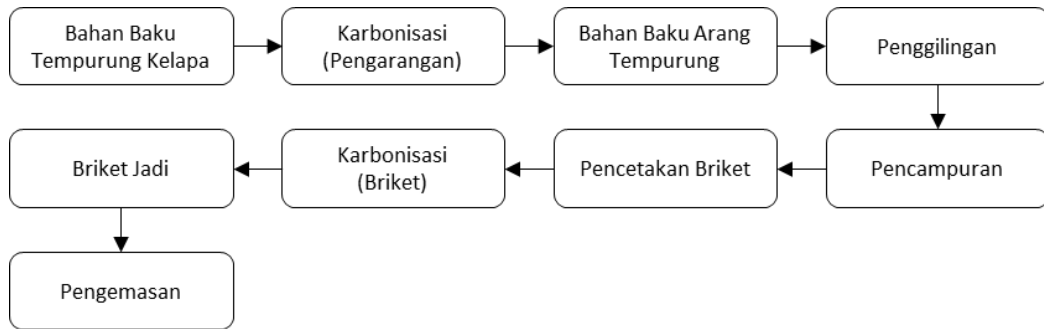 Bahan Baku
Tempurung Kelapa
Karbonisasi
(Pengarangan)
Bahan Baku Arang
Tempurung
Penggilingan
Pencampuran
Pencetakan Briket
Karbonisasi
(Briket)
Briket Jadi
Pengemasan